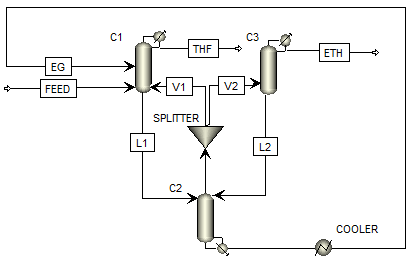 C1
C3
THF
ETH
EG
FEED
V1
V2
SPLITTER
L1
L2
C2
COOLER